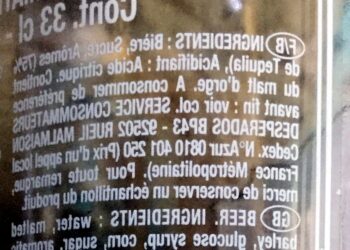 Cont. 33 cl
F/B INGREDIENTS : Bière, Sucre, Arômes (75%
de Tequila), Acidifiant, : Acide citrique. Contient
du malt d'orge. A consommer de préférence
avant fin : voir col. SERVICE CONSOMMATEURS
DESPERADOS BP43 - 92502 RUEIL MALMAISON
Cedex. N°Azur 0810 401 250 (Prix d'appel local
France Métropolitaine). Pour toute remarque,
merci de conserver un échantillon du produit.
GB BEER. INGREDIENTS : water, malted
barley, glucose syrup, corn, sugar, aromatic